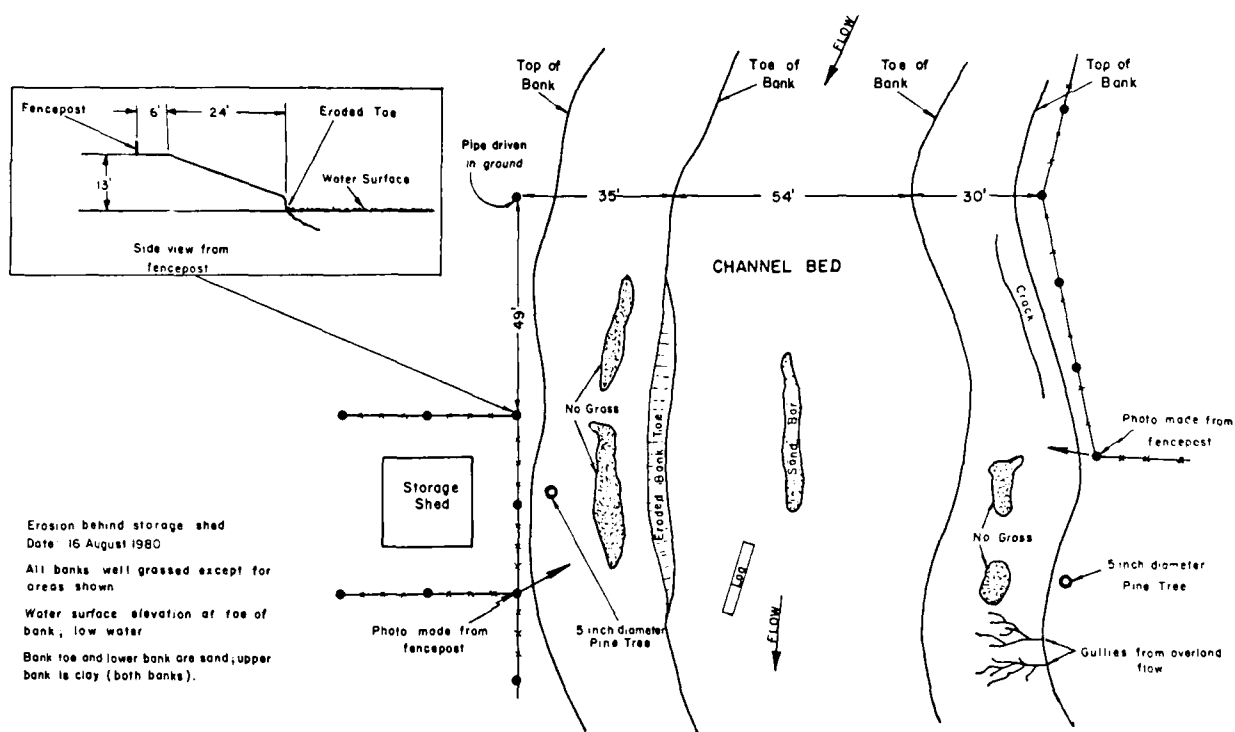 FLOW
Top of
Bank
Toe of
Bank
Toe of
Bank
Top of
Bank
Fencepost
6'
24'
Eroded Toe
13'
Water Surface
Side view from
fencepost
Pipe driven
in ground
35'
54'
30'
49'
CHANNEL BED
Crack
No Grass
Eroded Bank Toe
Sand Bar
Photo made from
fencepost
Storage
Shed
No Grass
Log
5 inch diameter
Pine Tree
Erosion behind storage shed
Date: 16 August 1980
All banks well grassed except for
areas shown
Water surface elevation at toe of
bank; low water
Bank toe and lower bank are sand; upper
bank is clay (both banks).
Photo made from
fencepost
5 inch diameter
Pine Tree
FLOW
Gullies from overland
flow